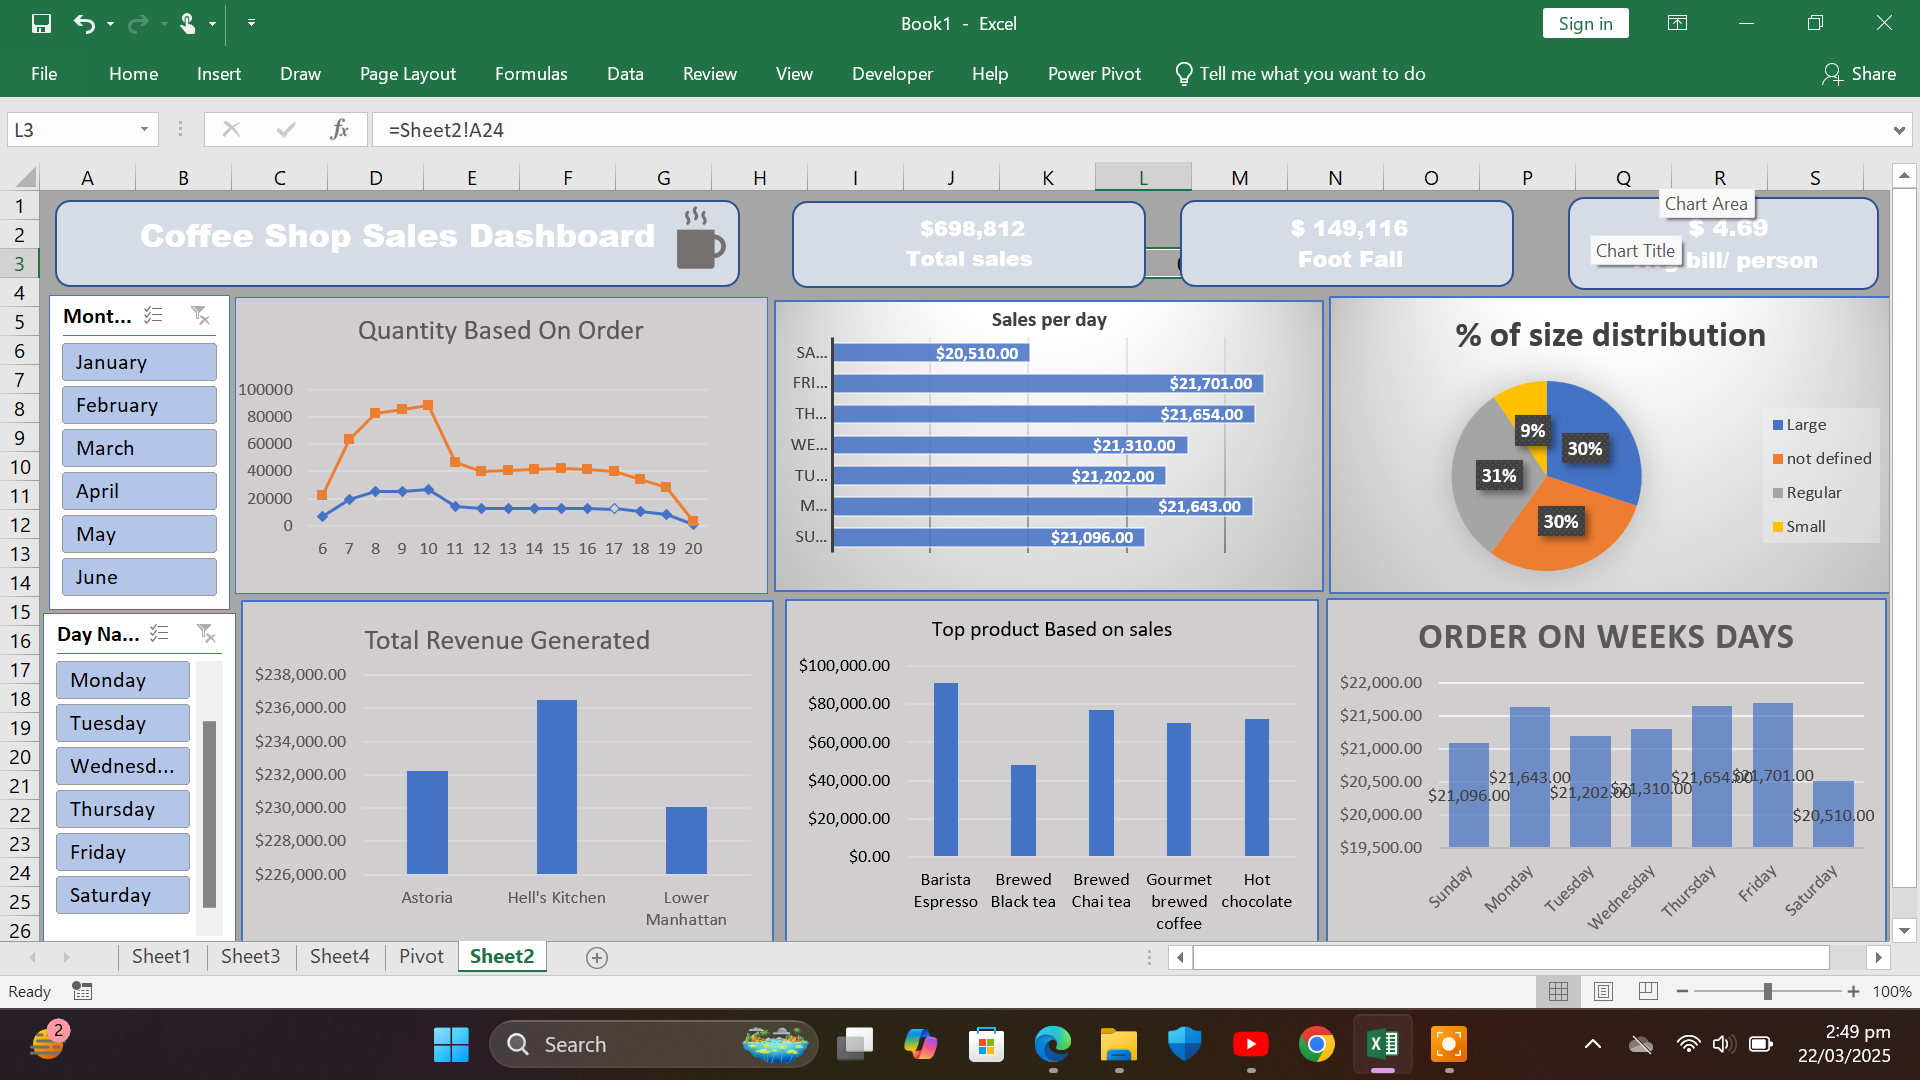 Book1 - Excel
Sign in
File Home Insert Draw Page Layout Formulas Data Review View Developer Help Power Pivot Tell me what you want to do Share
L3 fx =Sheet2!A24
A B C D E F G H I J K L M N O P Q R S
1
2
3
4
5
6
7
8
9
10
11
12
13
14
15
16
17
18
19
20
21
22
23
24
25
26
Coffee Shop Sales Dashboard
$698,812
Total sales
$ 149,116
Foot Fall
Chart Area
$ 4.69
Chart Title
bill/ person
Mont...
January
February
March
April
May
June
Day Na...
Monday
Tuesday
Wednesd...
Thursday
Friday
Saturday
Quantity Based On Order
100000
80000
60000
40000
20000
0
6 7 8 9 10 11 12 13 14 15 16 17 18 19 20
Sales per day
SA... $20,510.00
FRI... $21,701.00
TH... $21,654.00
WE... $21,310.00
TU... $21,202.00
M... $21,643.00
SU... $21,096.00
% of size distribution
9%
30%
31%
30%
Large
not defined
Regular
Small
Total Revenue Generated
$238,000.00
$236,000.00
$234,000.00
$232,000.00
$230,000.00
$228,000.00
$226,000.00
Astoria Hell's Kitchen Lower
Manhattan
Top product Based on sales
$100,000.00
$80,000.00
$60,000.00
$40,000.00
$20,000.00
$0.00
Barista Brewed Brewed Gourmet Hot
Espresso Black tea Chai tea brewed chocolate
coffee
ORDER ON WEEKS DAYS
$22,000.00
$21,500.00
$21,000.00
$20,500.00
$20,000.00
$19,500.00
$21,096.00 $21,643.00 $21,202.00 $21,310.00 $21,654.00 $21,701.00 $20,510.00
Sunday Monday Tuesday Wednesday Thursday Friday Saturday
Sheet1 Sheet3 Sheet4 Pivot Sheet2
Ready
100%
2
Search
2:49 pm
22/03/2025